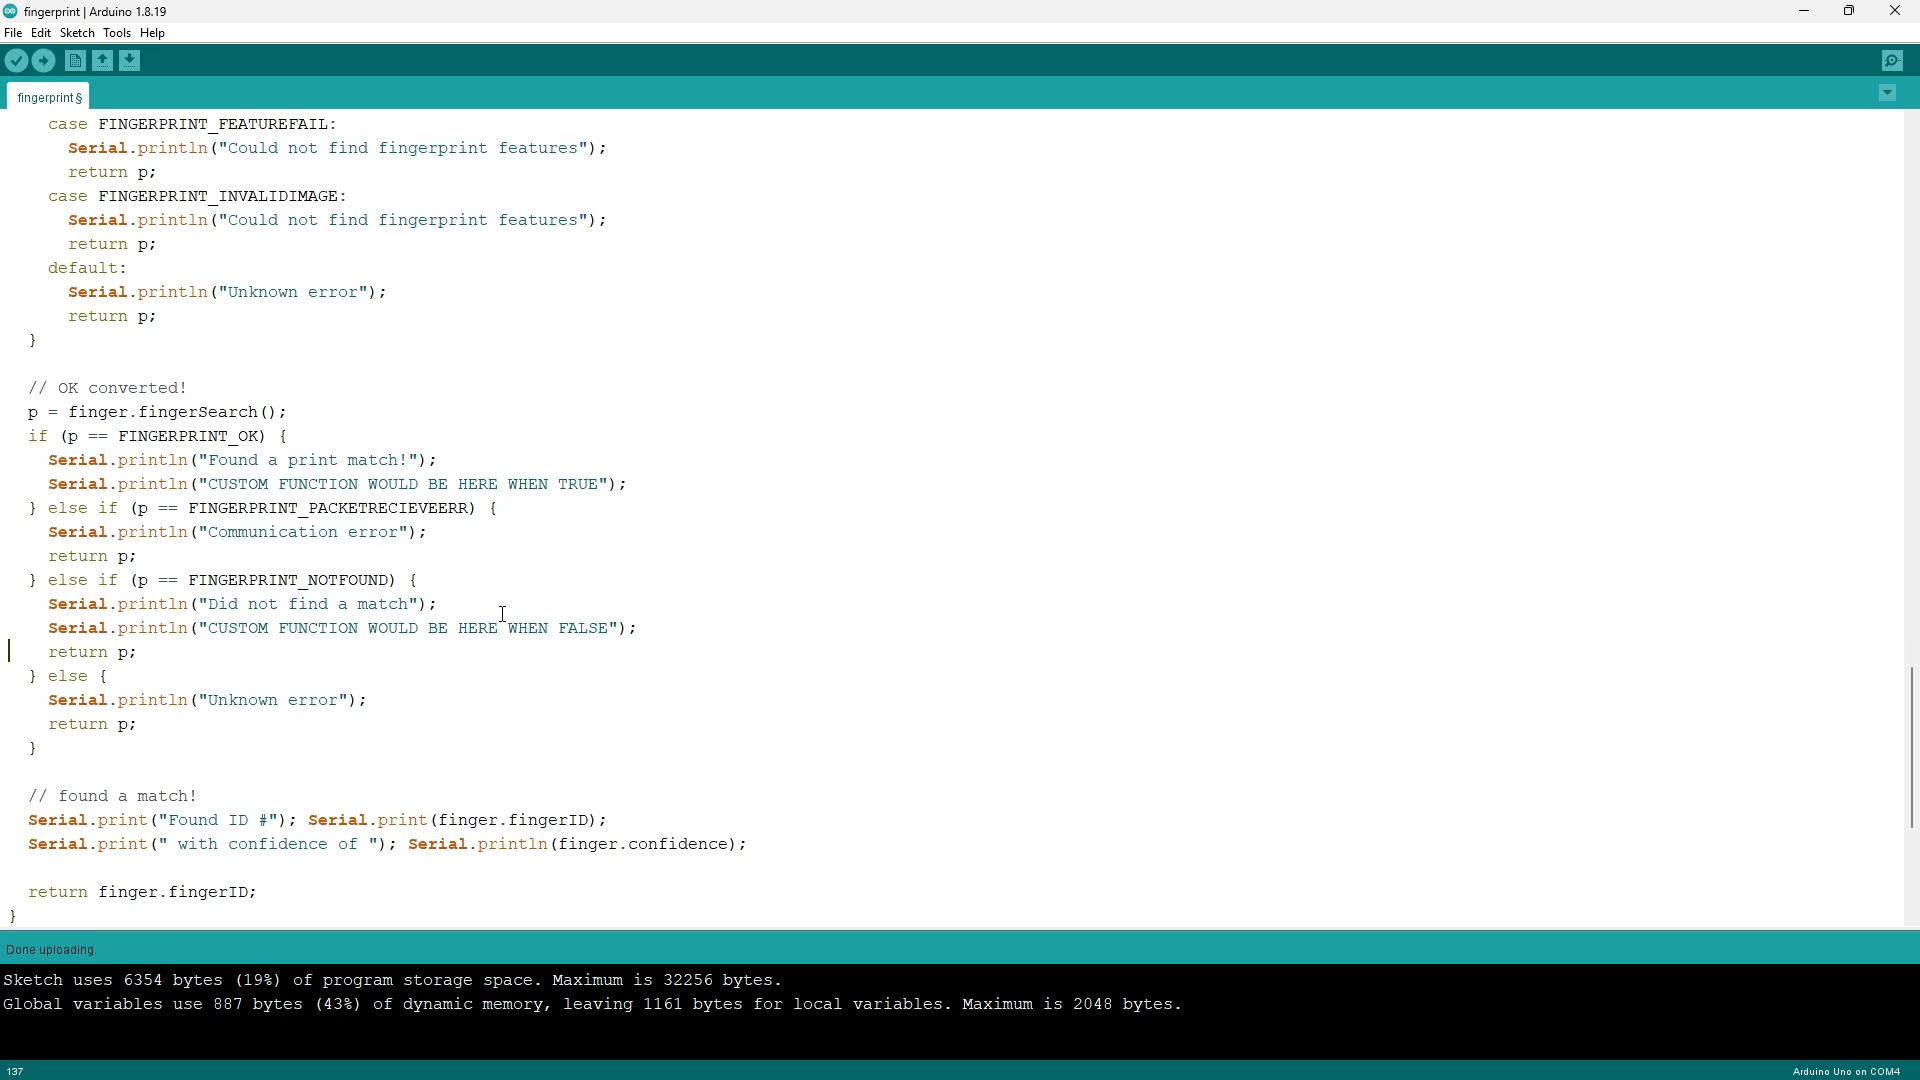 fingerprint | Arduino 1.8.19
File Edit Sketch Tools Help
fingerprint §
case FINGERPRINT_FEATUREFAIL:
Serial.println("Could not find fingerprint features");
return p;
case FINGERPRINT_INVALIDIMAGE:
Serial.println("Could not find fingerprint features");
return p;
default:
Serial.println("Unknown error");
return p;
}
// OK converted!
p = finger.fingerSearch();
if (p == FINGERPRINT_OK) {
Serial.println("Found a print match!");
Serial.println("CUSTOM FUNCTION WOULD BE HERE WHEN TRUE");
} else if (p == FINGERPRINT_PACKETRECIEVEERR) {
Serial.println("Communication error");
return p;
} else if (p == FINGERPRINT_NOTFOUND) {
Serial.println("Did not find a match");
Serial.println("CUSTOM FUNCTION WOULD BE HERE WHEN FALSE");
return p;
} else {
Serial.println("Unknown error");
return p;
}
// found a match!
Serial.print("Found ID #"); Serial.print(finger.fingerID);
Serial.print(" with confidence of "); Serial.println(finger.confidence);
return finger.fingerID;
}
Done uploading.
Sketch uses 6354 bytes (19%) of program storage space. Maximum is 32256 bytes.
Global variables use 887 bytes (43%) of dynamic memory, leaving 1161 bytes for local variables. Maximum is 2048 bytes.
137
Arduino Uno on COM4